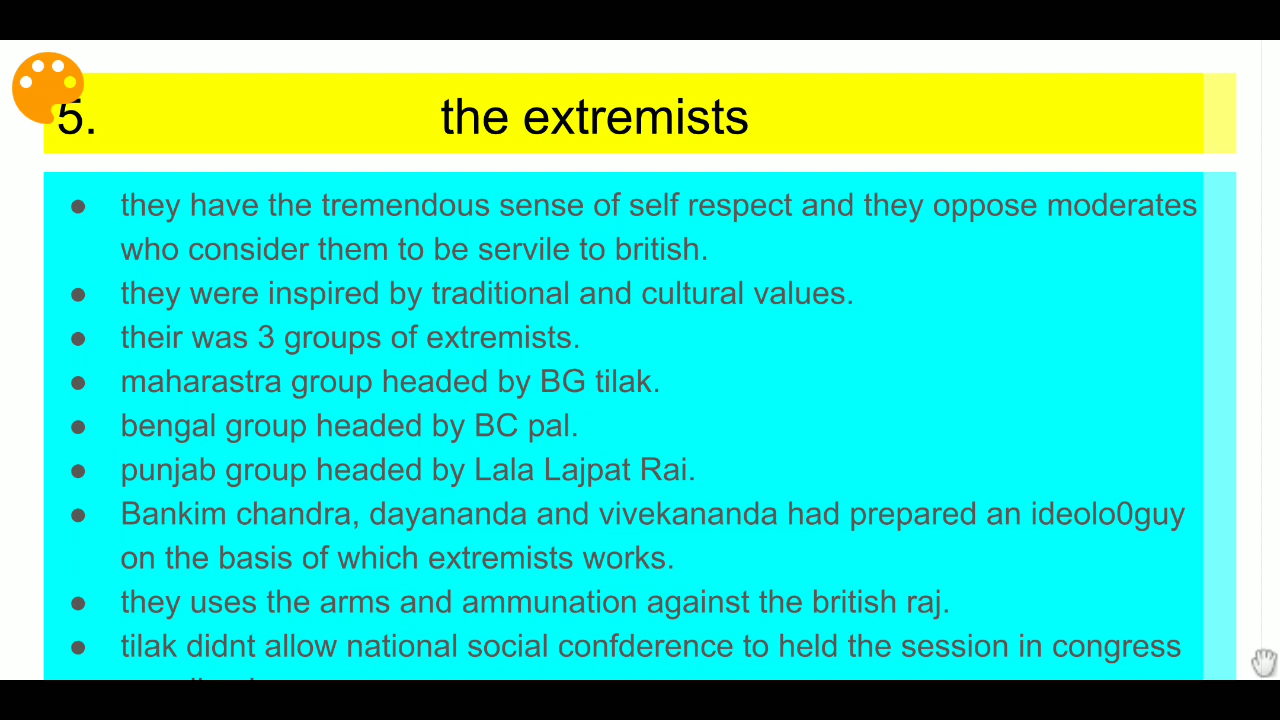 5. the extremists
● they have the tremendous sense of self respect and they oppose moderates
who consider them to be servile to british.
● they were inspired by traditional and cultural values.
● their was 3 groups of extremists.
● maharastra group headed by BG tilak.
● bengal group headed by BC pal.
● punjab group headed by Lala Lajpat Rai.
● Bankim chandra, dayananda and vivekananda had prepared an ideolo0guy
on the basis of which extremists works.
● they uses the arms and ammunation against the british raj.
● tilak didnt allow national social confderence to held the session in congress